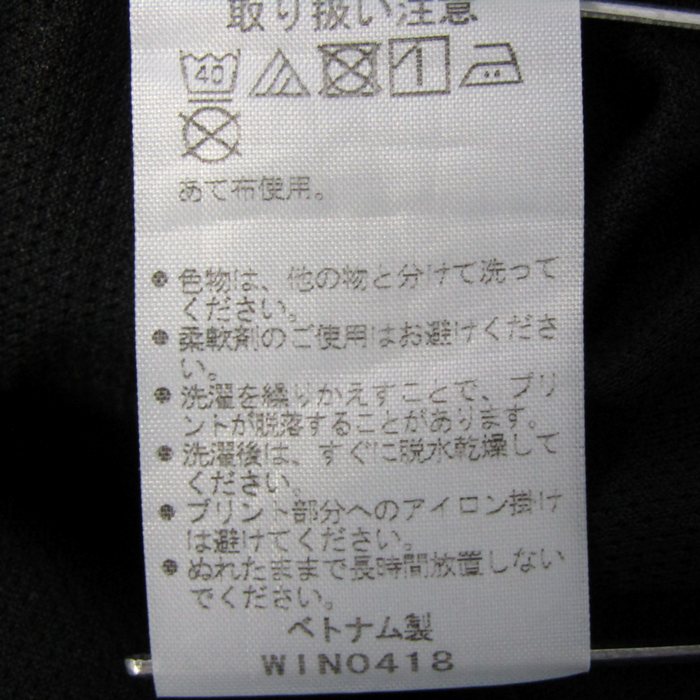 取り扱い注意
40
あて布使用。
● 色物は、他の物と分けて洗って
ください。
● 柔軟剤のご使用はお避けくださ
い。
● 洗濯を繰りかえすことで、プリ
ントが脱落することがあります。
● 洗濯後は、すぐに脱水乾燥して
ください。
● プリント部分へのアイロン掛け
は避けてください。
● ぬれたままで長時間放置しない
でください。
ベトナム製
WIN0418